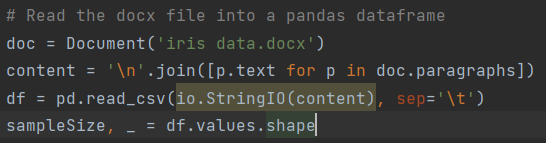 # Read the docx file into a pandas dataframe
doc = Document('iris data.docx')
content = '\n'.join([p.text for p in doc.paragraphs])
df = pd.read_csv(io.StringIO(content), sep='\t')
sampleSize, _ = df.values.shape